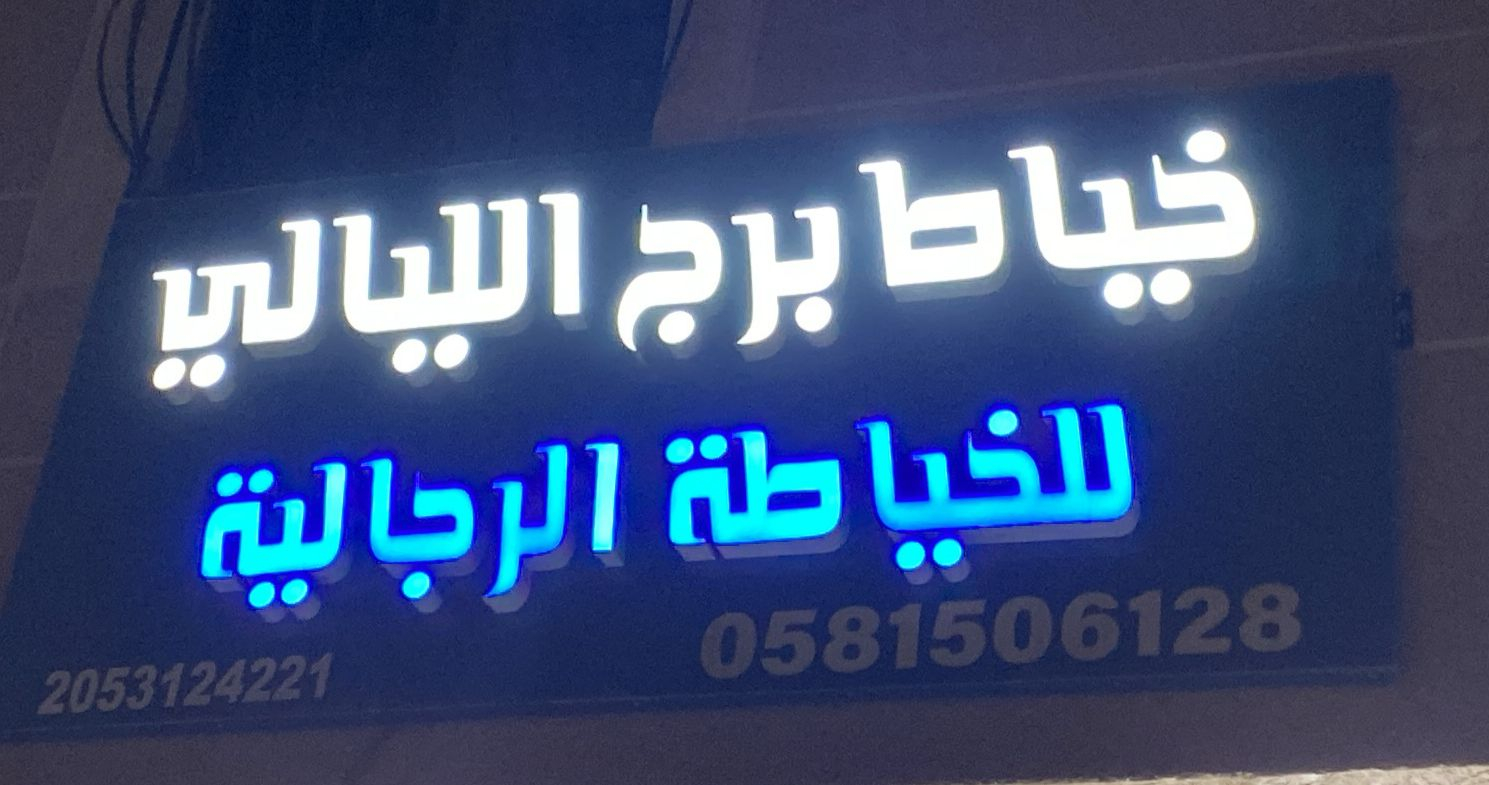 خياط برج الليالي
للخياطة الرجالية
0581506128
2053124221